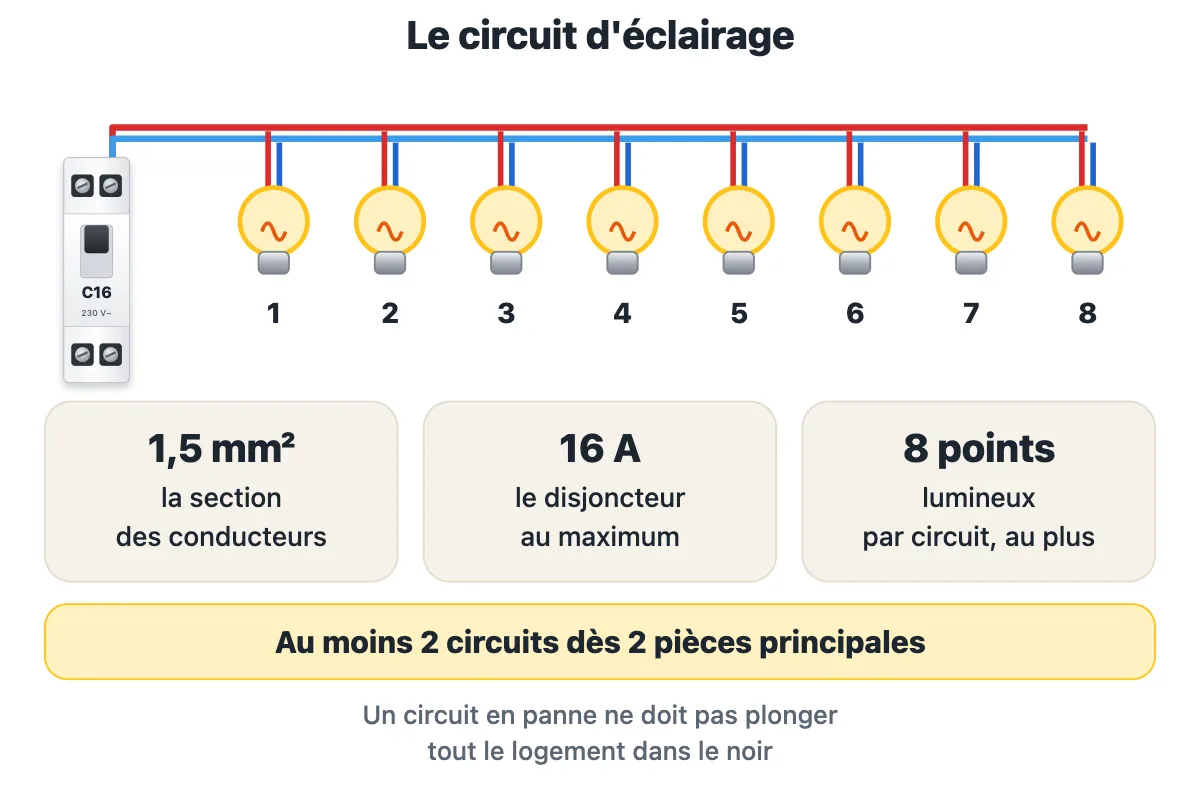 Le circuit d'éclairage
C16
230 V~
1 2 3 4 5 6 7 8
1,5 mm²
la section
des conducteurs
16 A
le disjoncteur
au maximum
8 points
lumineux
par circuit, au plus
Au moins 2 circuits dès 2 pièces principales
Un circuit en panne ne doit pas plonger
tout le logement dans le noir